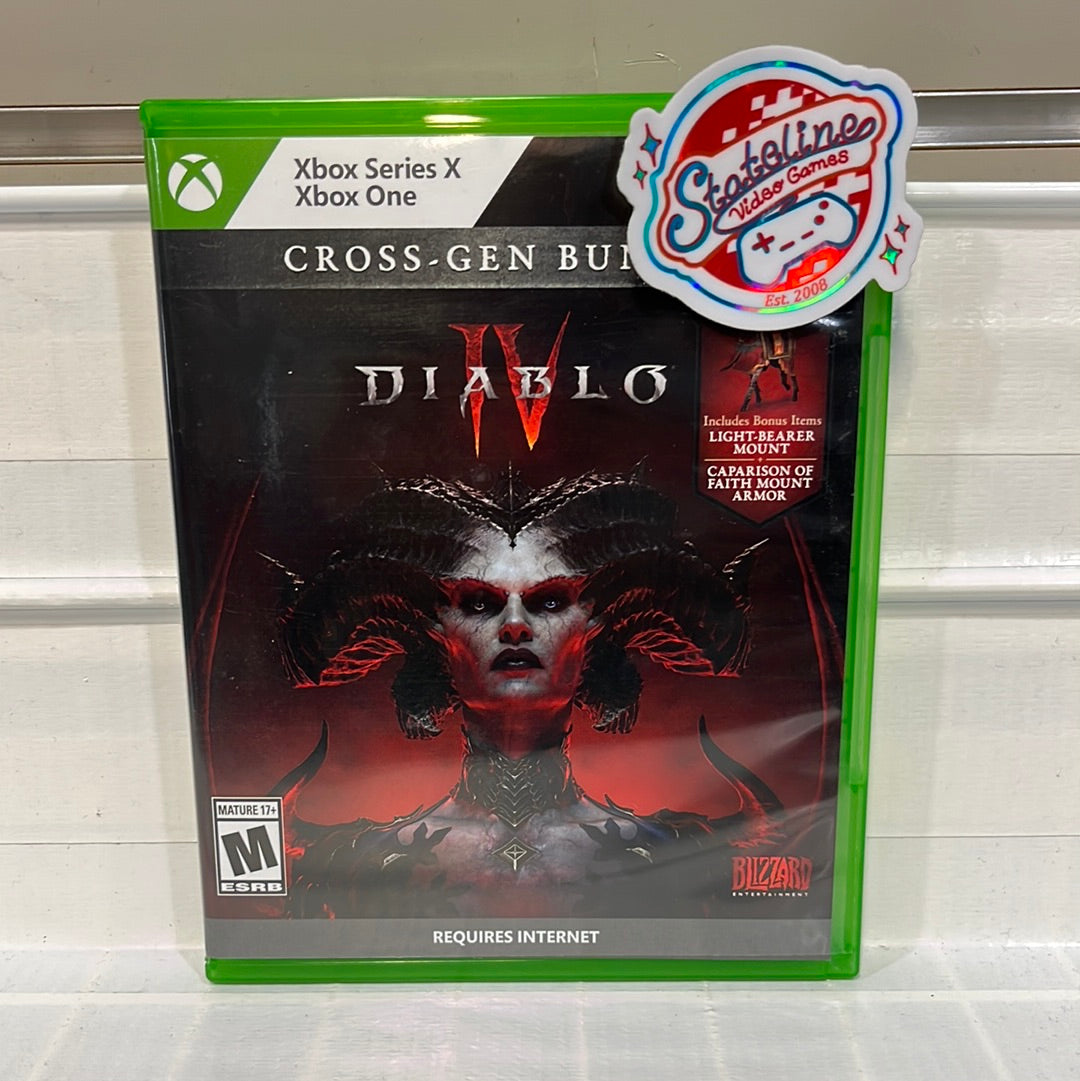 Xbox Series X
Xbox One
Stateline
Video Games
Est. 2008
CROSS-GEN BUN
DIABLO
IV
Includes Bonus Items
LIGHT-BEARER
MOUNT
CAPARISON OF
FAITH MOUNT
ARMOR
MATURE 17+
M
ESRB
BLIZZARD
ENTERTAINMENT
REQUIRES INTERNET